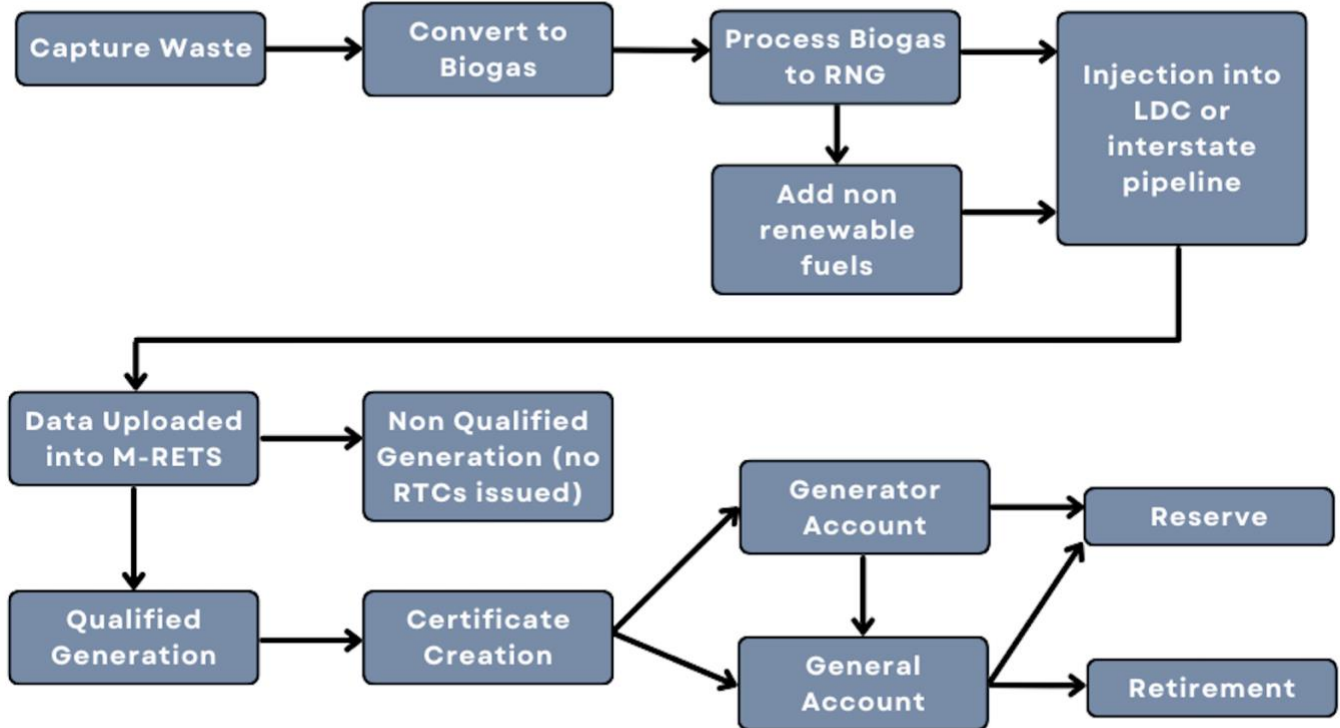 Capture Waste
Convert to
Biogas
Process Biogas
to RNG
Injection into
LDC or
interstate
pipeline
Add non
renewable
fuels
Data Uploaded
into M-RETS
Non Qualified
Generation (no
RTCs issued)
Generator
Account
Reserve
Qualified
Generation
Certificate
Creation
General
Account
Retirement